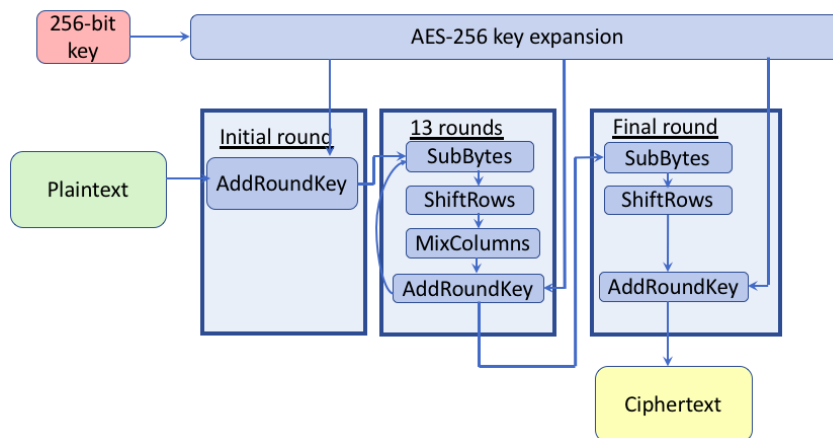 256-bit
key
AES-256 key expansion
Plaintext
Initial round
AddRoundKey
13 rounds
SubBytes
ShiftRows
MixColumns
AddRoundKey
Final round
SubBytes
ShiftRows
AddRoundKey
Ciphertext